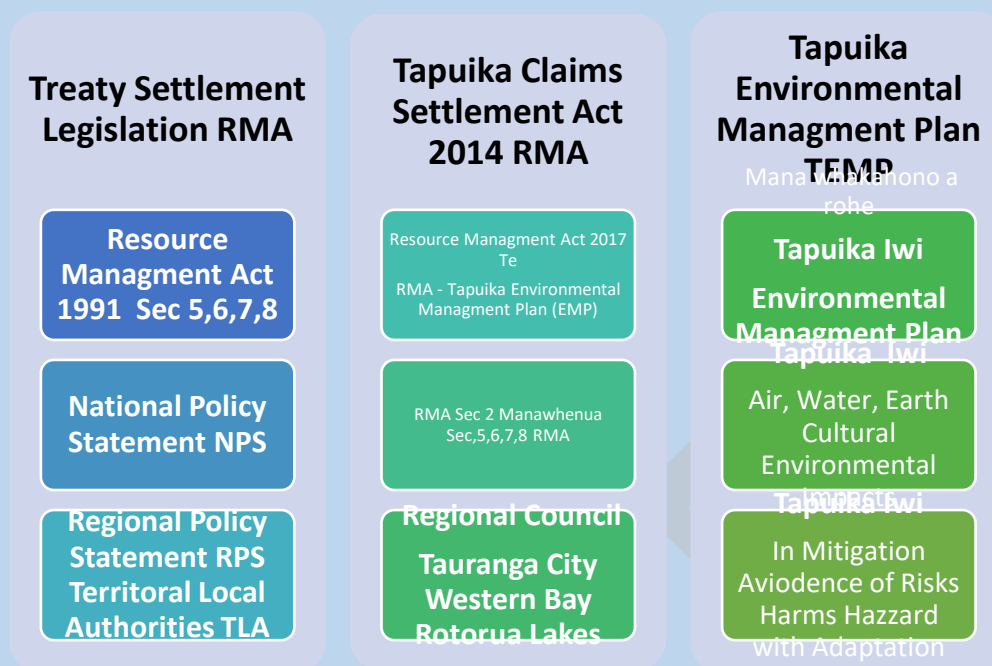 Treaty Settlement
Legislation RMA
Resource
Managment Act
1991 Sec 5,6,7,8
National Policy
Statement NPS
Regional Policy
Statement RPS
Territoral Local
Authorities TLA
Tapuika Claims
Settlement Act
2014 RMA
Resource Managment Act 2017
Te
RMA - Tapuika Environmental
Managment Plan (EMP)
RMA Sec 2 Manawhenua
Sec,5,6,7,8 RMA
Regional Council
Tauranga City
Western Bay
Rotorua Lakes
Tapuika
Environmental
Managment Plan
TEMP
Mana whakahono a
rohe
Tapuika Iwi
Environmental
Managment Plan
Tapuika Iwi
Air, Water, Earth
Cultural
Environmental
impacts
Tapuika Iwi
In Mitigation
Aviodence of Risks
Harms Hazzard
with Adaptation